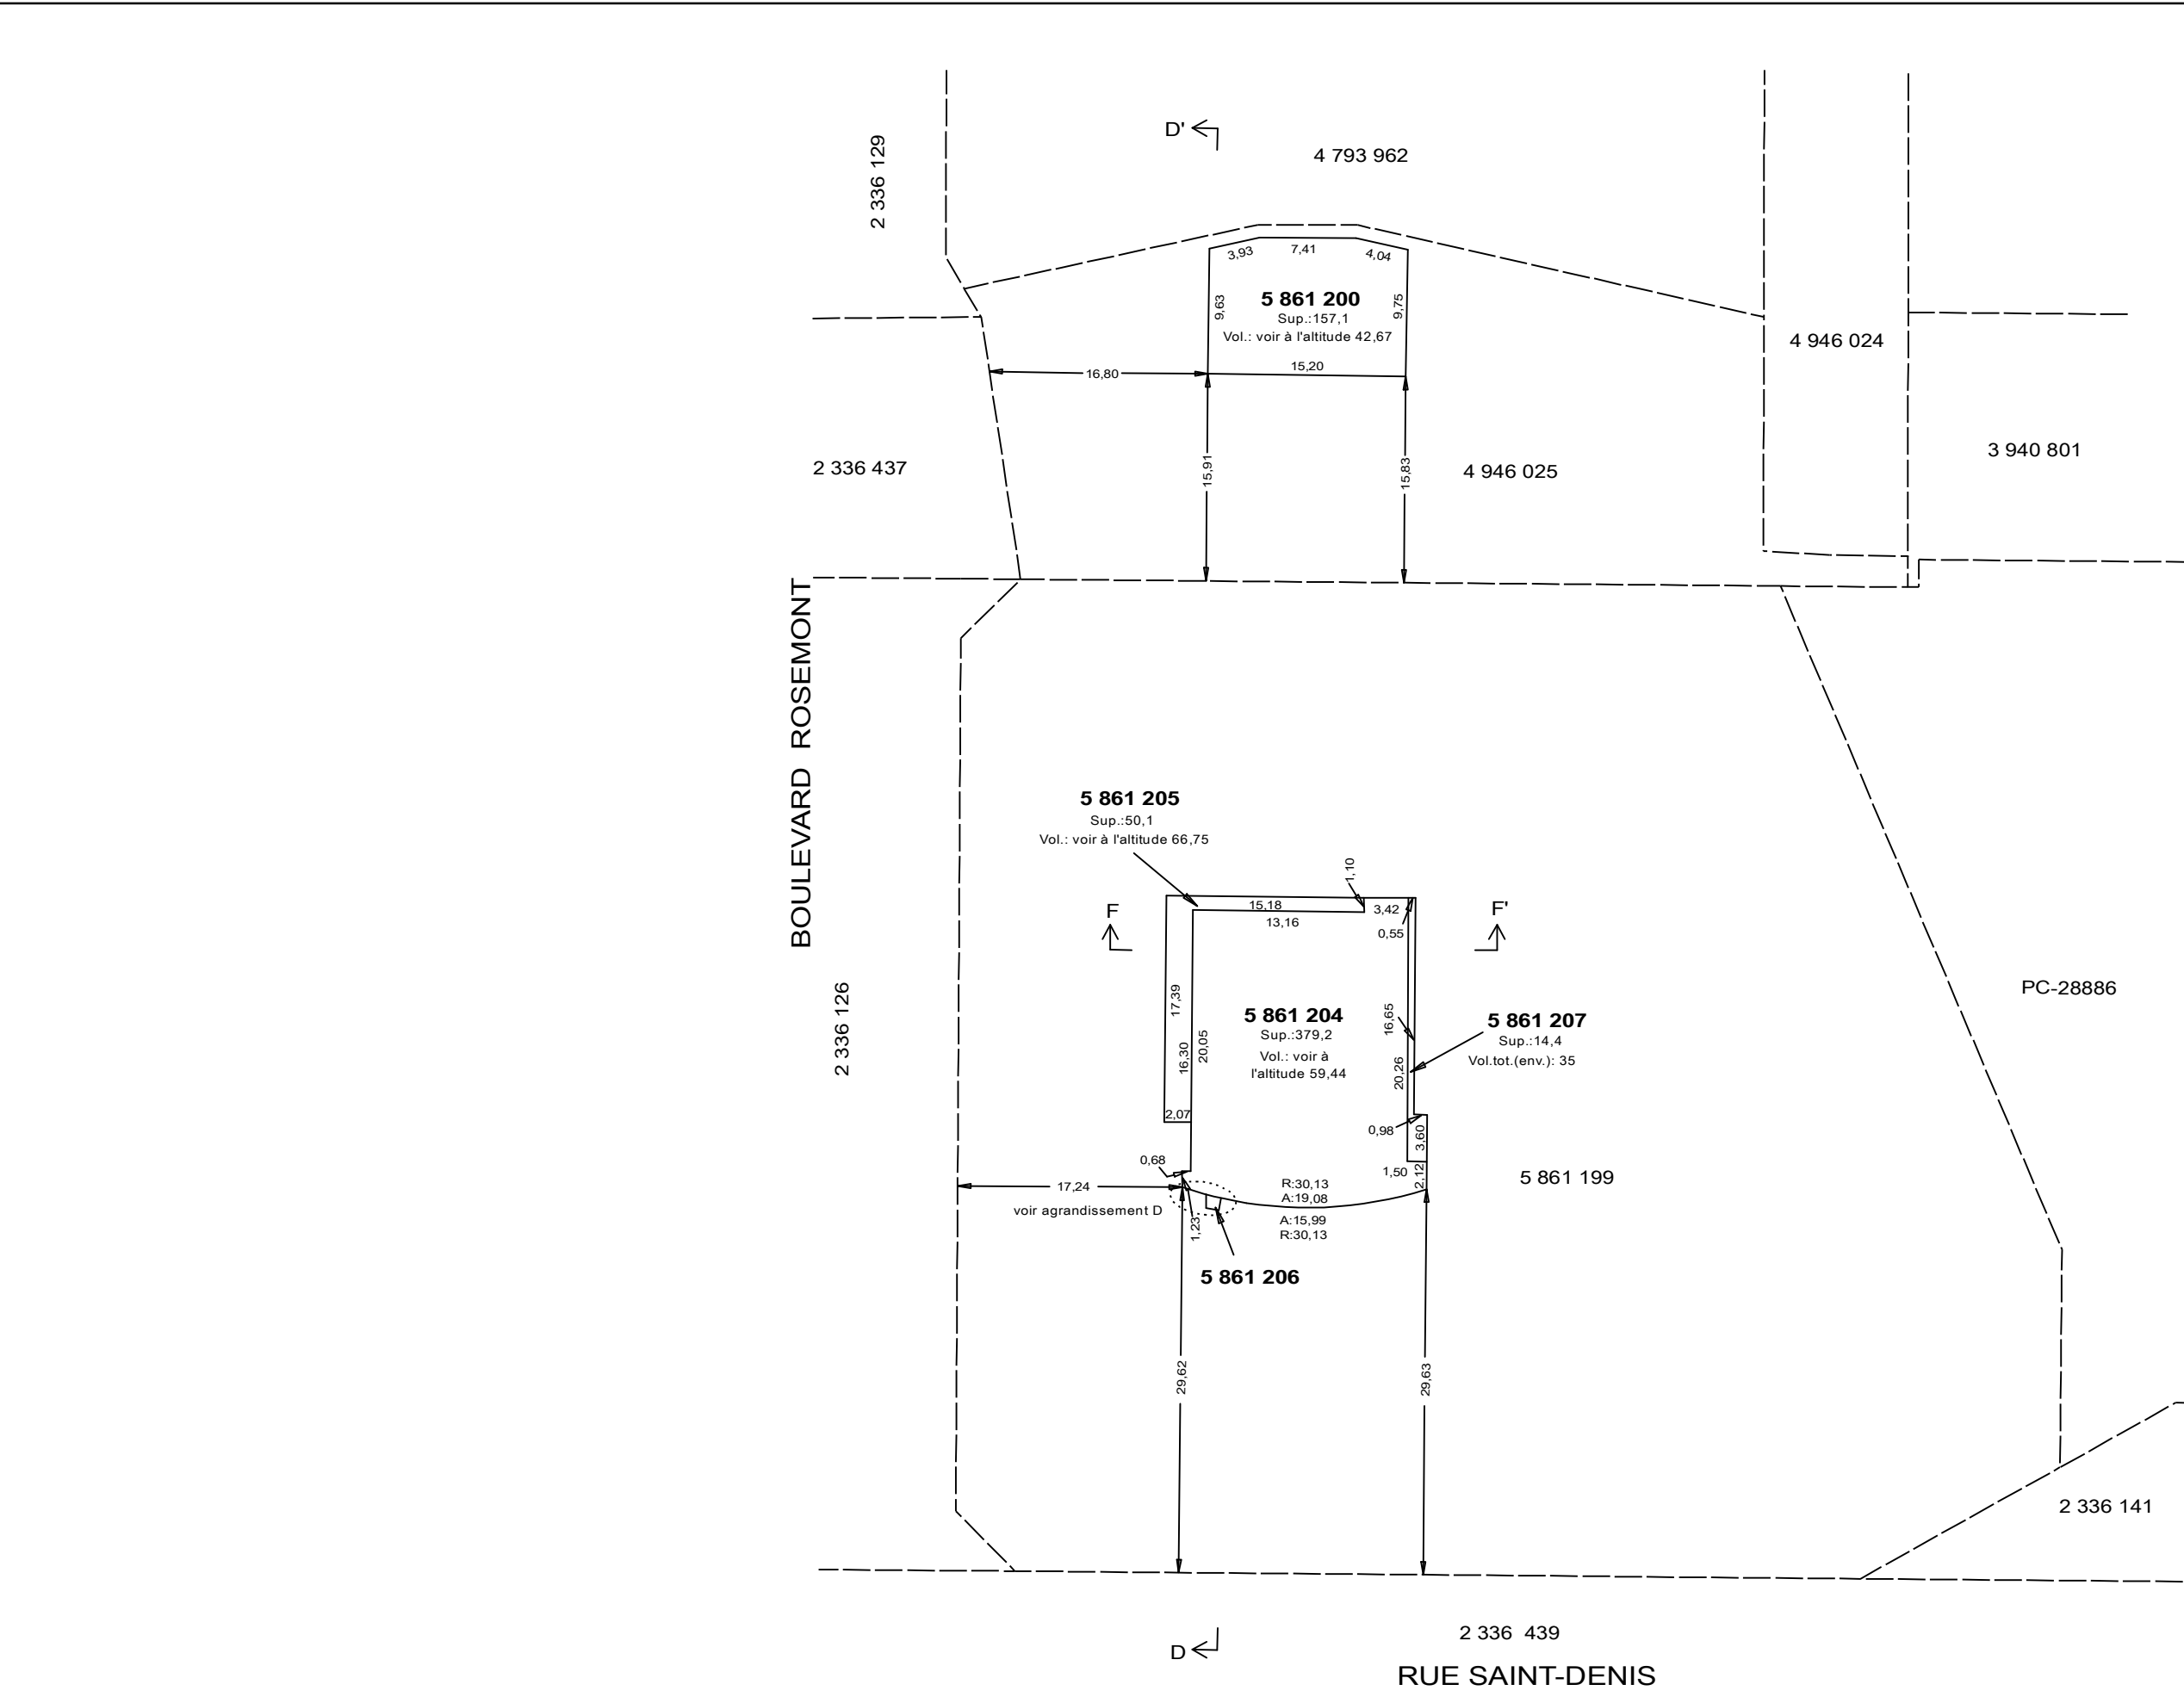 D'
4 793 962
2 336 129
3,93
7,41
4,04
9,63
5 861 200
9,75
Sup.:157,1
Vol.: voir à l'altitude 42,67
4 946 024
15,20
16,80
3 940 801
2 336 437
15,91
15,83
4 946 025
BOULEVARD ROSEMONT
5 861 205
Sup.:50,1
Vol.: voir à l'altitude 66,75
1,10
F
15,18
3,42
F'
13,16
0,55
17,39
PC-28886
2 336 126
5 861 204
16,65
5 861 207
Sup.:379,2
Sup.:14,4
16,30
20,05
Vol.: voir à
Vol.tot.(env.): 35
l'altitude 59,44
20,26
2,07
0,98
3,60
0,68
1,50
2,12
5 861 199
17,24
R:30,13
A:19,08
voir agrandissement D
1,23
A:15,99
R:30,13
5 861 206
29,62
29,63
2 336 141
2 336 439
D
RUE SAINT-DENIS